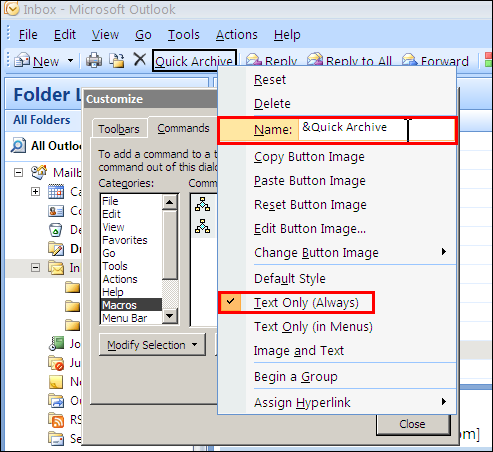 Inbox - Microsoft Outlook
File Edit View Go Tools Actions Help
New Quick Archive Reply Reply to All Forward
Folder L
All Folders
All Outlo
Mailb
Ca
Co
De
Dr
In
Jo
Ju
No
Ou
RS
Se
Customize
Toolbars Commands
To add a command to a t
command out of this dialo
Categories: Comm
File
Edit
View
Favorites
Go
Tools
Actions
Help
Macros
Menu Bar
Modify Selection
Close
Reset
Delete
Name: &Quick Archive
Copy Button Image
Paste Button Image
Reset Button Image
Edit Button Image...
Change Button Image
Default Style
Text Only (Always)
Text Only (in Menus)
Image and Text
Begin a Group
Assign Hyperlink
om]